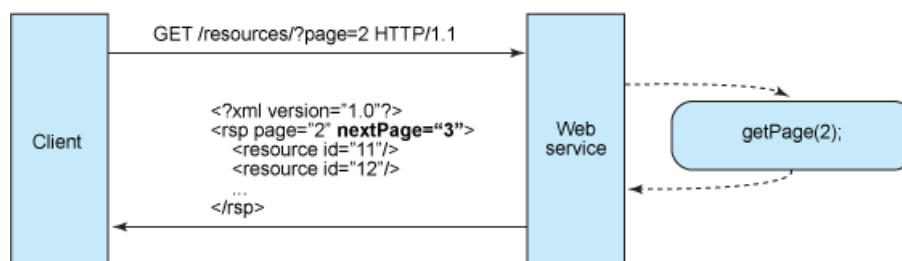 GET /resources/?page=2 HTTP/1.1
<?xml version="1.0"?>
<rsp page="2" nextPage="3">
<resource id="11"/>
<resource id="12"/>
...
</rsp>
Client
Web
service
getPage(2);